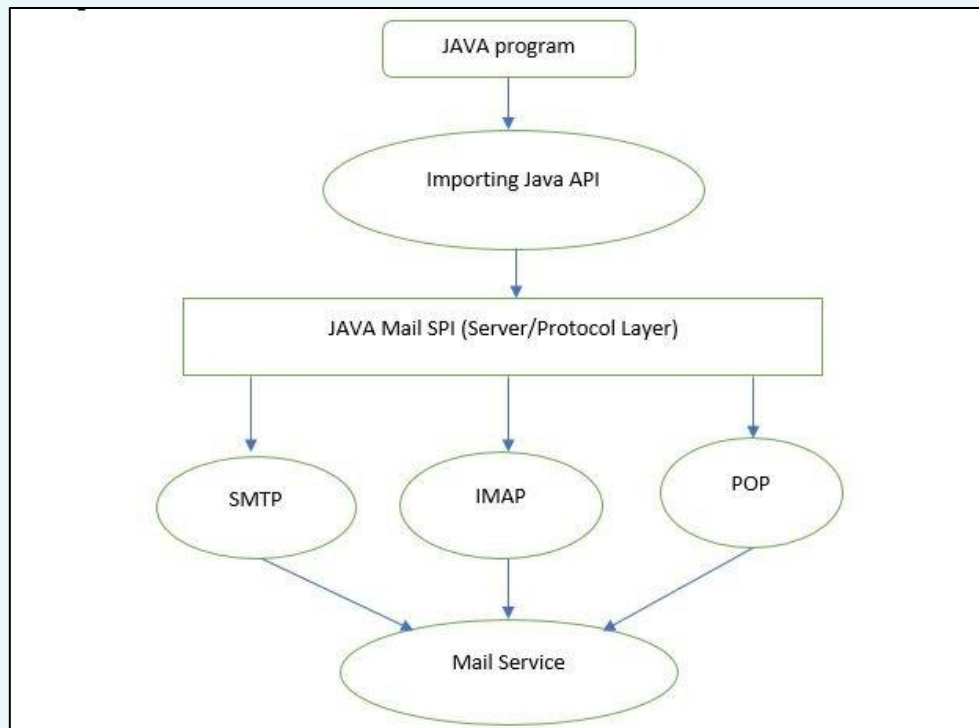 JAVA program
Importing Java API
JAVA Mail SPI (Server/Protocol Layer)
SMTP
IMAP
POP
Mail Service